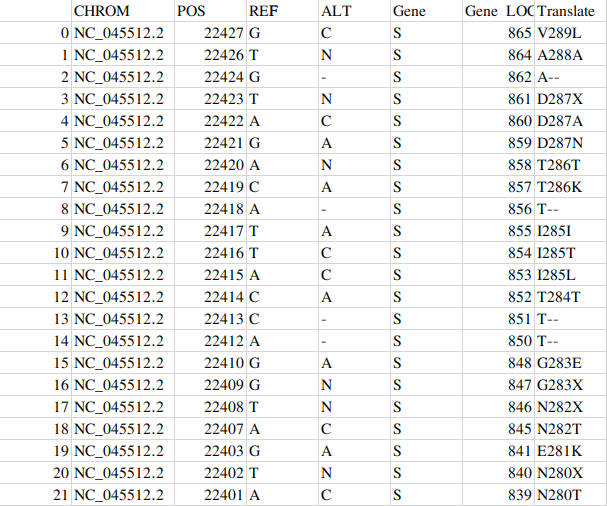 CHROM POS REF ALT Gene Gene LOC Translate
0 NC_045512.2 22427 G C S 865 V289L
1 NC_045512.2 22426 T N S 864 A288A
2 NC_045512.2 22424 G - S 862 A--
3 NC_045512.2 22423 T N S 861 D287X
4 NC_045512.2 22422 A C S 860 D287A
5 NC_045512.2 22421 G A S 859 D287N
6 NC_045512.2 22420 A N S 858 T286T
7 NC_045512.2 22419 C A S 857 T286K
8 NC_045512.2 22418 A - S 856 T--
9 NC_045512.2 22417 T A S 855 I285I
10 NC_045512.2 22416 T C S 854 I285T
11 NC_045512.2 22415 A C S 853 I285L
12 NC_045512.2 22414 C A S 852 T284T
13 NC_045512.2 22413 C - S 851 T--
14 NC_045512.2 22412 A - S 850 T--
15 NC_045512.2 22410 G A S 848 G283E
16 NC_045512.2 22409 G N S 847 G283X
17 NC_045512.2 22408 T N S 846 N282X
18 NC_045512.2 22407 A C S 845 N282T
19 NC_045512.2 22403 G A S 841 E281K
20 NC_045512.2 22402 T N S 840 N280X
21 NC_045512.2 22401 A C S 839 N280T